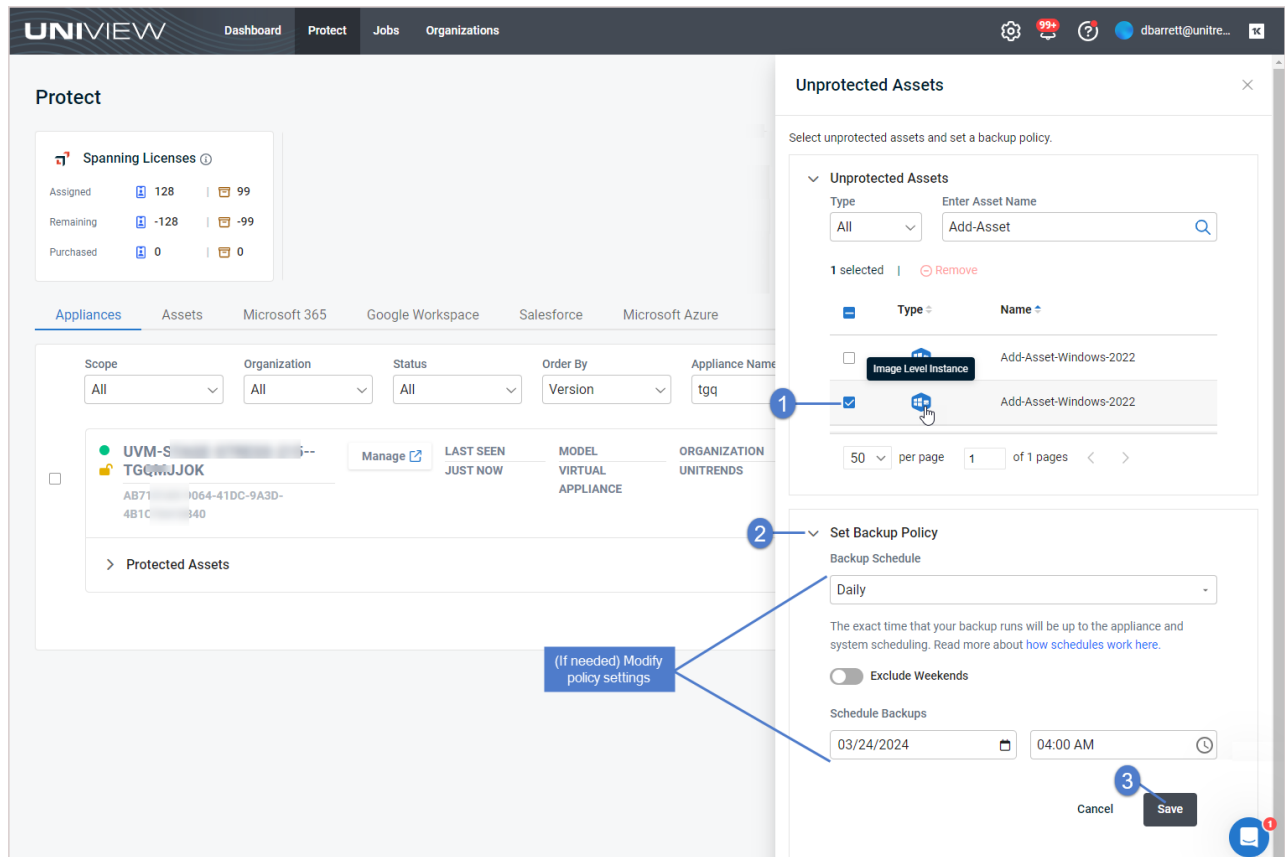 UNIVIEW Dashboard Protect Jobs Organizations 99+ dbarrett@unitre...
Protect
Spanning Licenses
Assigned 128 | 99
Remaining -128 | -99
Purchased 0 | 0
Appliances Assets Microsoft 365 Google Workspace Salesforce Microsoft Azure
Scope Organization Status Order By Appliance Name
All All All Version tgq
UVM-S
TGQMJJOK
AB71 9064-41DC-9A3D-
4B1C 340
Manage
LAST SEEN
JUST NOW
MODEL
VIRTUAL
APPLIANCE
ORGANIZATION
UNITRENDS
Protected Assets
(If needed) Modify
policy settings
Unprotected Assets
Select unprotected assets and set a backup policy.
Unprotected Assets
Type Enter Asset Name
All Add-Asset
1 selected | Remove
Type Name
Add-Asset-Windows-2022
Image Level Instance
1 Add-Asset-Windows-2022
50 per page 1 of 1 pages
2 Set Backup Policy
Backup Schedule
Daily
The exact time that your backup runs will be up to the appliance and
system scheduling. Read more about how schedules work here.
Exclude Weekends
Schedule Backups
03/24/2024 04:00 AM
3
Cancel Save
1